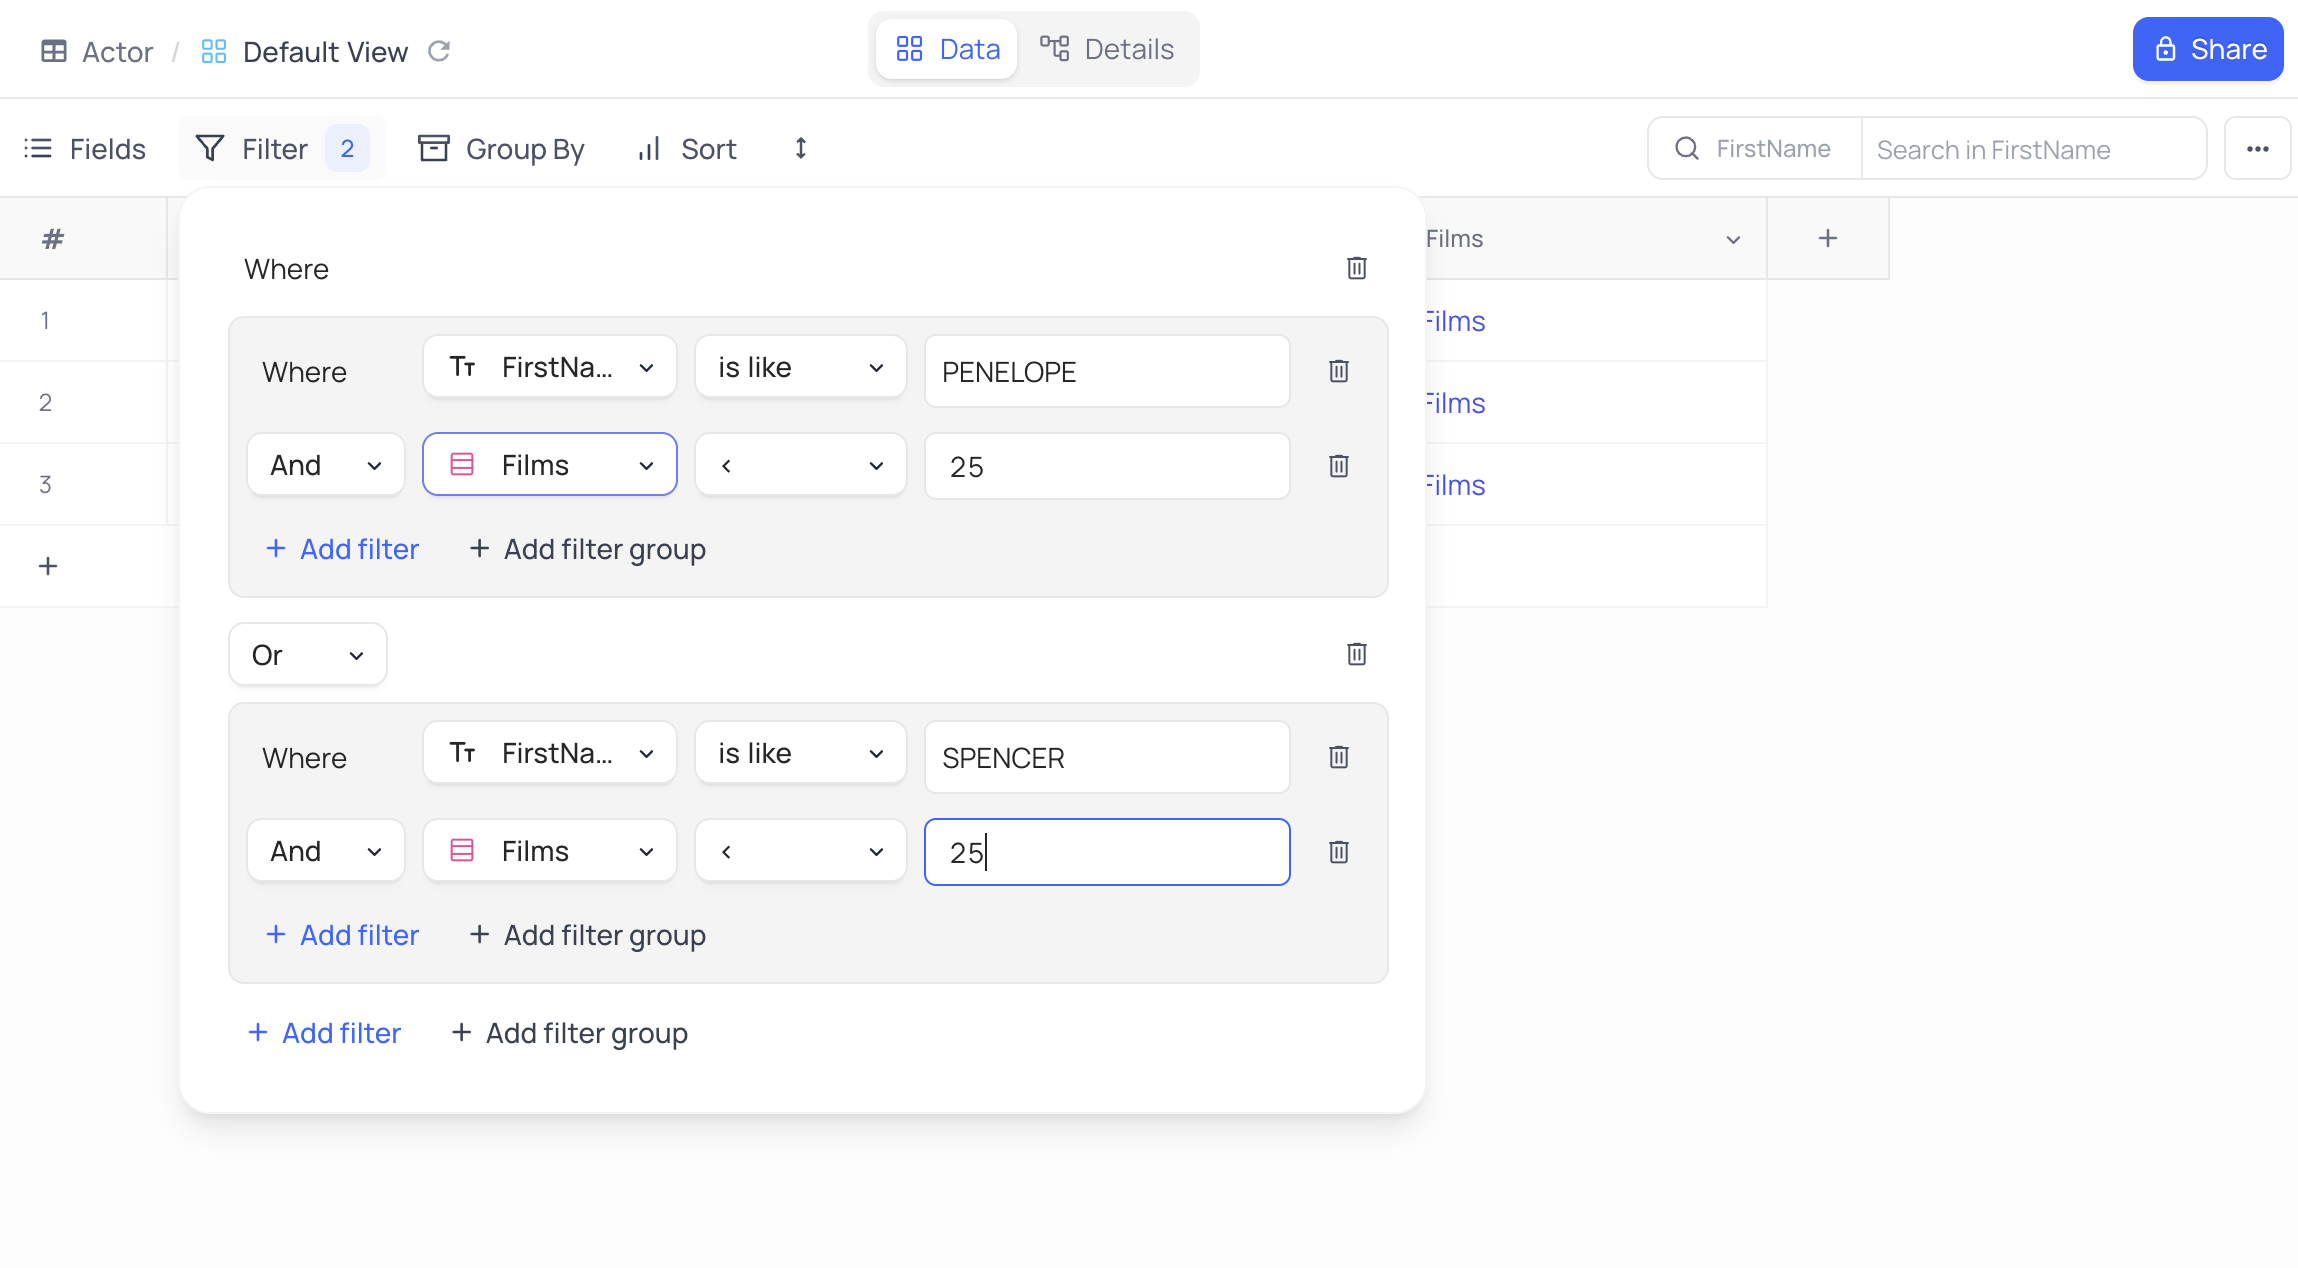 Actor / Default View
Data Details
Share
Fields Filter 2 Group By Sort
FirstName Search in FirstName
# Films
Where
1 Films
Where FirstNa... is like PENELOPE
2 Films
And Films < 25
3 Films
+ Add filter + Add filter group
Or
Where FirstNa... is like SPENCER
And Films < 25
+ Add filter + Add filter group
+ Add filter + Add filter group